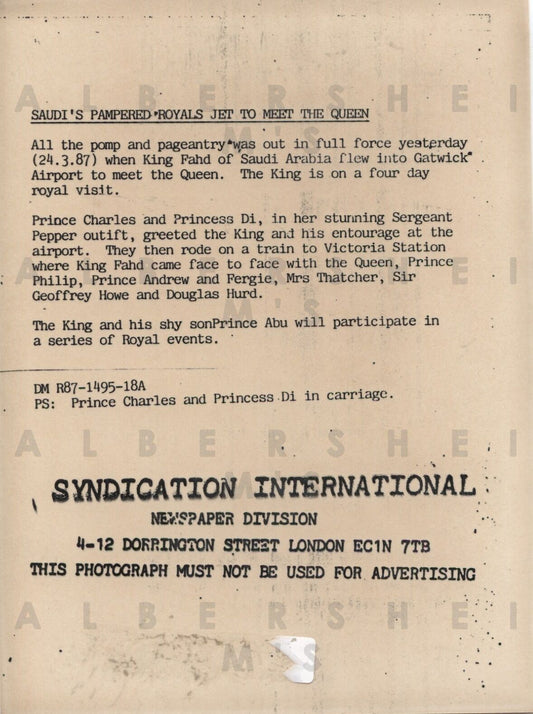 SAUDI'S PAMPERED ROYALS JET TO MEET THE QUEEN
All the pomp and pageantry was out in full force yesterday
(24.3.87) when King Fahd of Saudi Arabia flew into Gatwick
Airport to meet the Queen. The King is on a four day
royal visit.
Prince Charles and Princess Di, in her stunning Sergeant
Pepper outift, greeted the King and his entourage at the
airport. They then rode on a train to Victoria Station
where King Fahd came face to face with the Queen, Prince
Philip, Prince Andrew and Fergie, Mrs Thatcher, Sir
Geoffrey Howe and Douglas Hurd.
The King and his shy sonPrince Abu will participate in
a series of Royal events.
DM R87-1495-18A
PS: Prince Charles and Princess Di in carriage.
SYNDICATION INTERNATIONAL
NEWSPAPER DIVISION
4-12 DORRINGTON STREET LONDON EC1N 7TB
THIS PHOTOGRAPH MUST NOT BE USED FOR ADVERTISING
ALBERSHEI
M'S
ALBERSHEI
M'S
ALBERSHEI
M'S
ALBERSHEI
M'S